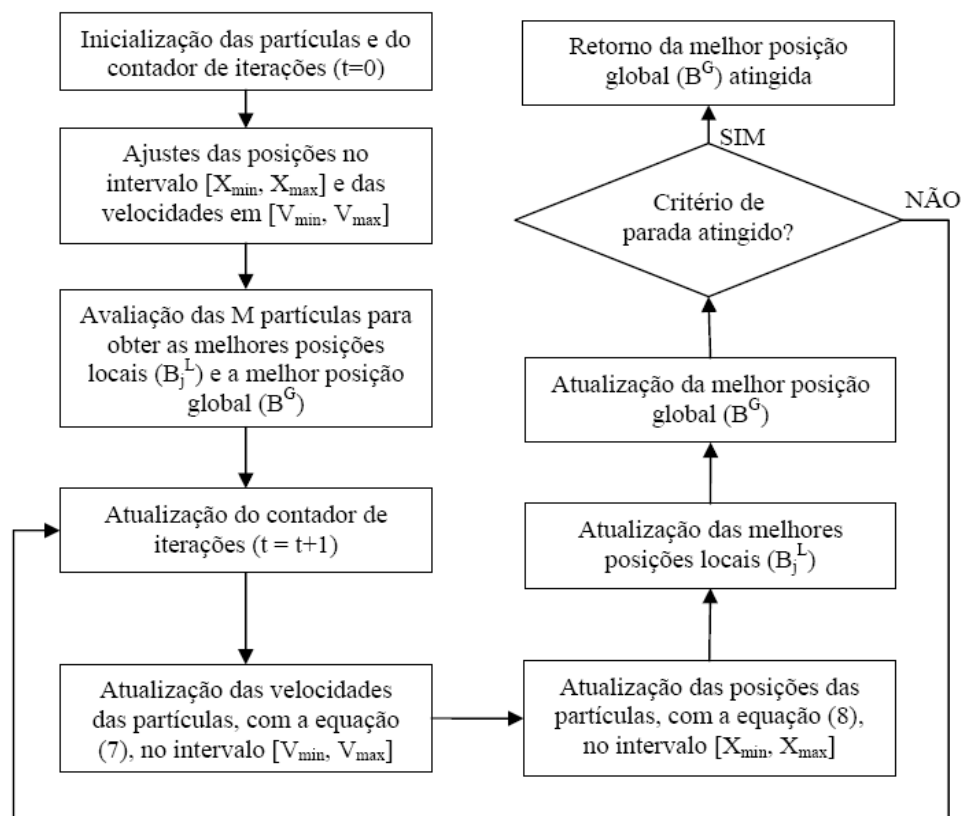 Inicialização das partículas e do
contador de iterações (t=0)
Ajustes das posições no
intervalo [Xmin, Xmax] e das
velocidades em [Vmin, Vmax]
Avaliação das M partículas para
obter as melhores posições
locais (BjL) e a melhor posição
global (BG)
Atualização do contador de
iterações (t = t+1)
Atualização das velocidades
das partículas, com a equação
(7), no intervalo [Vmin, Vmax]
Atualização das posições das
partículas, com a equação (8),
no intervalo [Xmin, Xmax]
Atualização das melhores
posições locais (BjL)
Atualização da melhor posição
global (BG)
Critério de
parada atingido?
NÃO
SIM
Retorno da melhor posição
global (BG) atingida